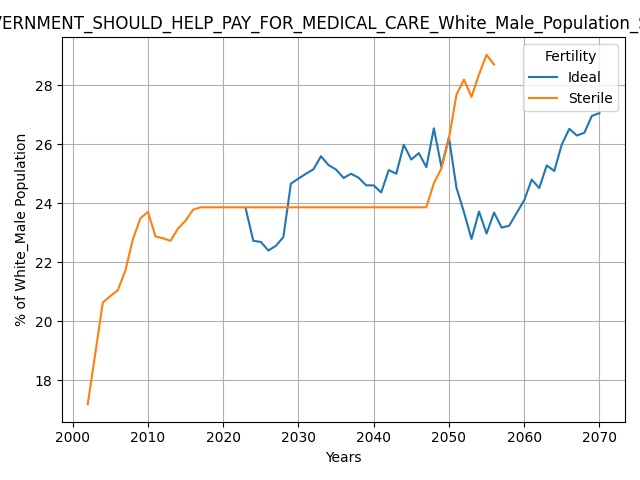 VERNMENT_SHOULD_HELP_PAY_FOR_MEDICAL_CARE_White_Male_Population_
Fertility
Ideal
Sterile
% of White_Male Population
28
26
24
22
20
18
2000 2010 2020 2030 2040 2050 2060 2070
Years